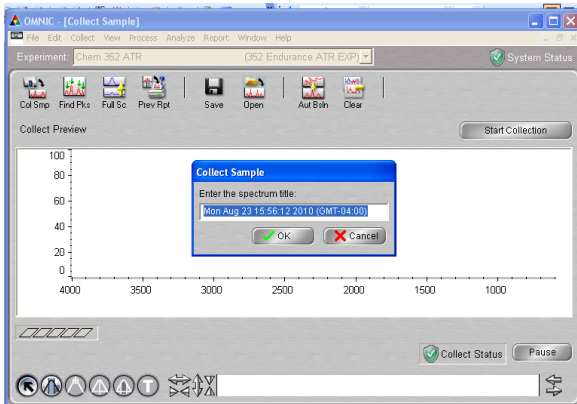 OMNIC - [Collect Sample]
File Edit Collect View Process Analyze Report Window Help
Experiment: Chem 352 ATR (352 Endurance ATR.EXP) System Status
Col Smp Find Pks Full Sc Prev Rpt Save Open Aut Bsln Clear
Collect Preview Start Collection
100
80
60
40
20
0
4000 3500 3000 2500 2000 1500 1000
Collect Sample
Enter the spectrum title:
Mon Aug 23 15:56:12 2010 (GMT-04:00)
OK Cancel
Collect Status Pause
T